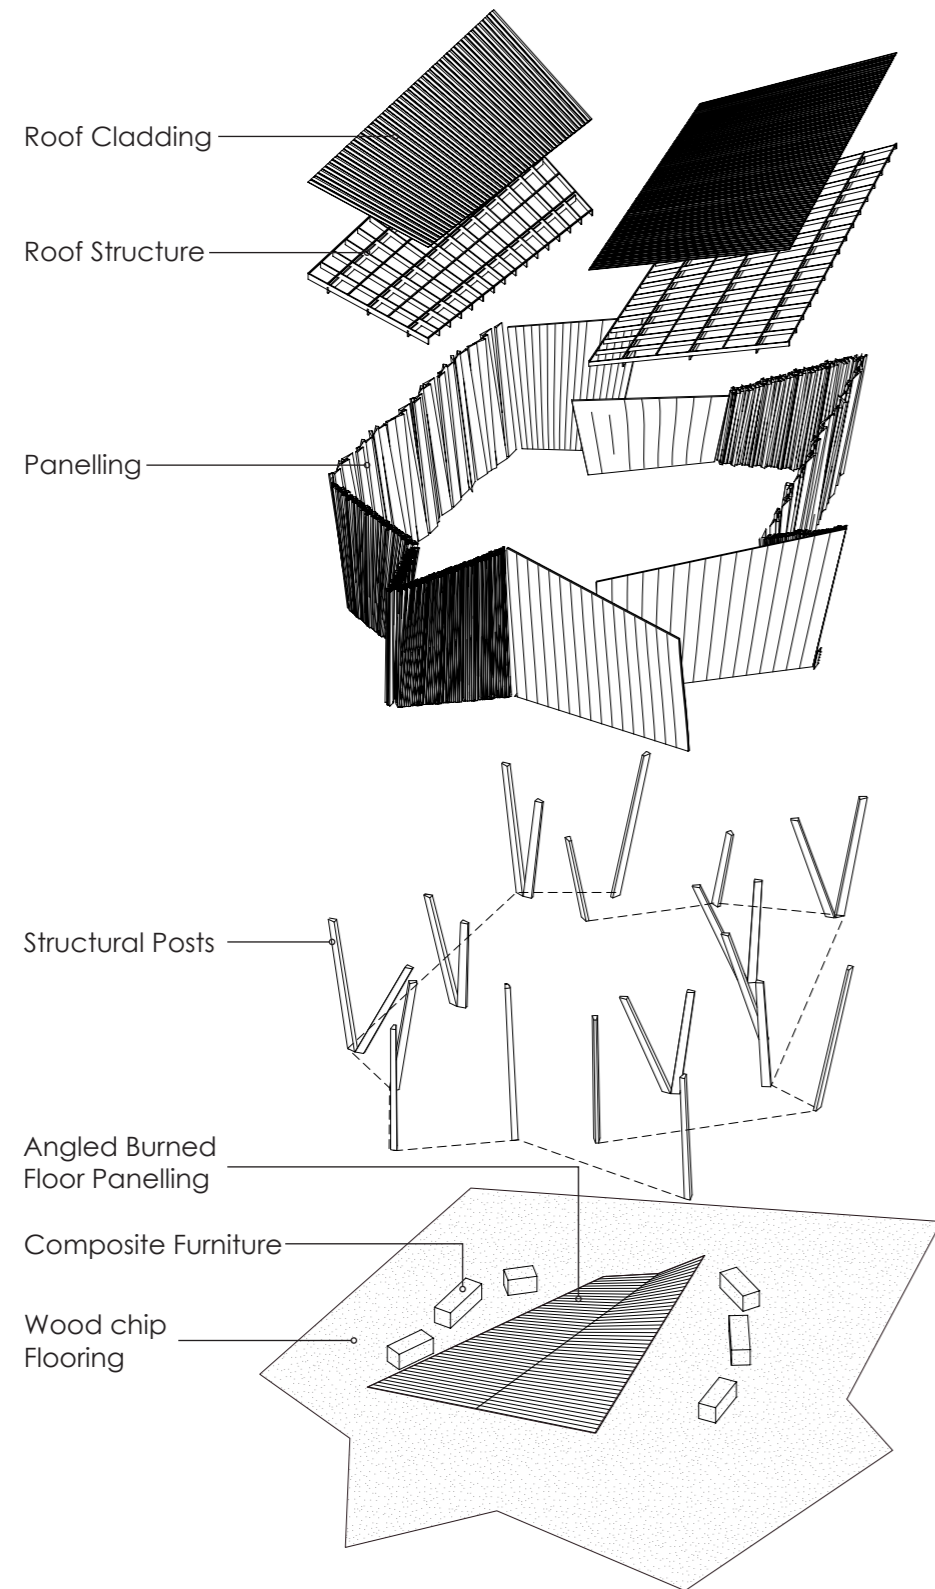 Roof Cladding
Roof Structure
Panelling
Structural Posts
Angled Burned
Floor Panelling
Composite Furniture
Wood chip
Flooring